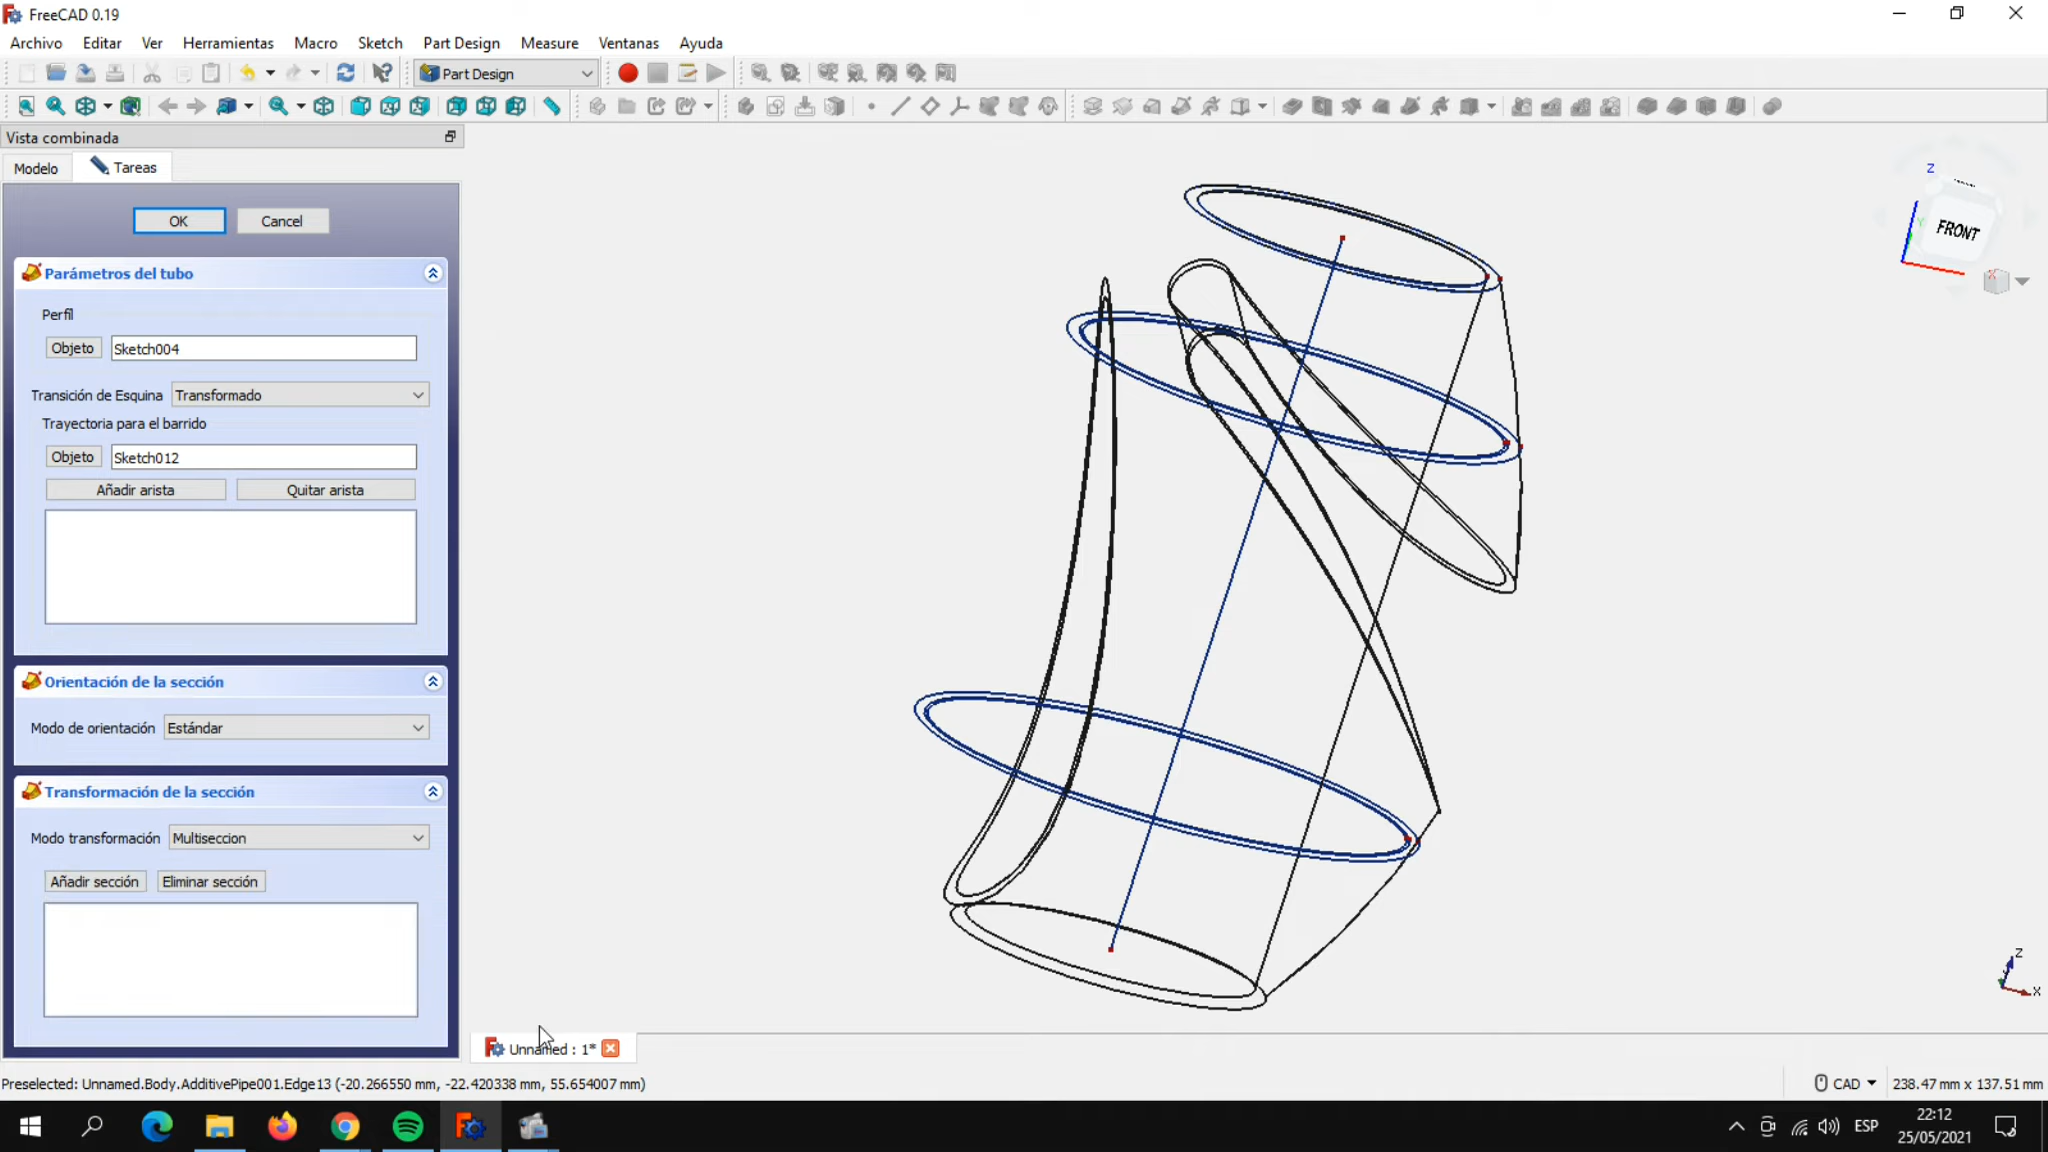 FreeCAD 0.19
Archivo Editar Ver Herramientas Macro Sketch Part Design Measure Ventanas Ayuda
Part Design
Vista combinada
Modelo Tareas
OK Cancel
Parámetros del tubo
Perfil
Objeto Sketch004
Transición de Esquina Transformado
Trayectoria para el barrido
Objeto Sketch012
Añadir arista Quitar arista
Orientación de la sección
Modo de orientación Estándar
Transformación de la sección
Modo transformación Multiseccion
Añadir sección Eliminar sección
Z
Y
FRONT
Z
X
Unnamed : 1*
Preselected: Unnamed.Body.AdditivePipe001.Edge13 (-20.266550 mm, -22.420338 mm, 55.654007 mm)
CAD 238.47 mm x 137.51 mm
ESP
22:12
25/05/2021